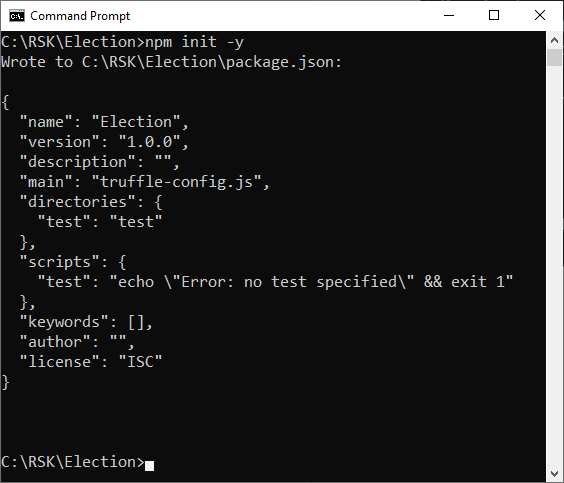 Command Prompt
C:\RSK\Election>npm init -y
Wrote to C:\RSK\Election\package.json:
{
  "name": "Election",
  "version": "1.0.0",
  "description": "",
  "main": "truffle-config.js",
  "directories": {
    "test": "test"
  },
  "scripts": {
    "test": "echo \"Error: no test specified\" && exit 1"
  },
  "keywords": [],
  "author": "",
  "license": "ISC"
}
C:\RSK\Election>